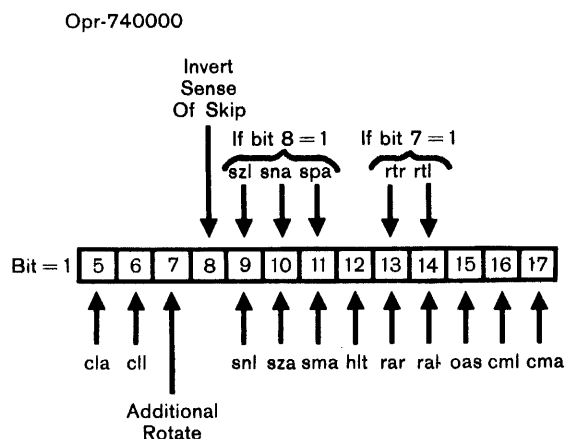 Opr-740000
Invert
Sense
Of Skip
If bit 8 = 1
If bit 7 = 1
szl sna spa
rtr rtl
Bit = 1 5 6 7 8 9 10 11 12 13 14 15 16 17
cla cll snl sza sma hlt rar ral oas cml cma
Additional
Rotate